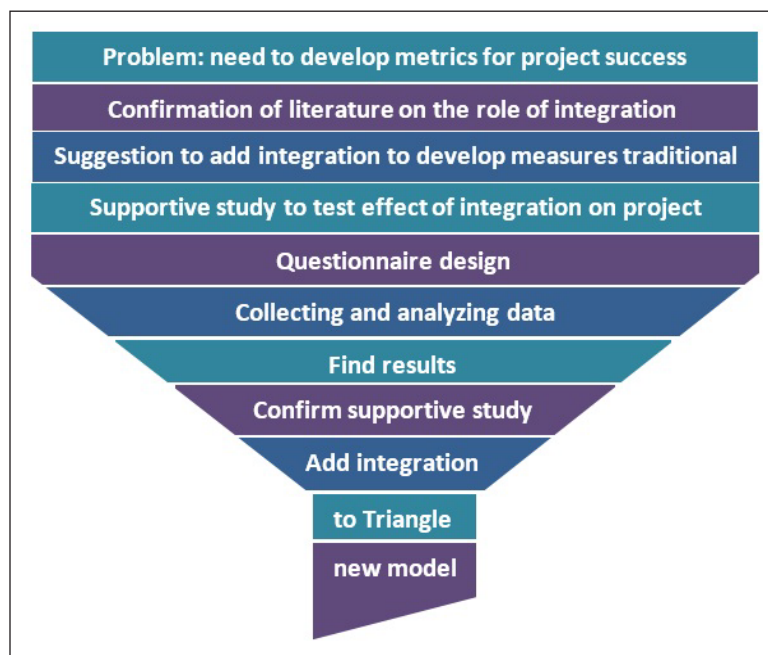 Problem: need to develop metrics for project success
Confirmation of literature on the role of integration
Suggestion to add integration to develop measures traditional
Supportive study to test effect of integration on project
Questionnaire design
Collecting and analyzing data
Find results
Confirm supportive study
Add integration
to Triangle
new model